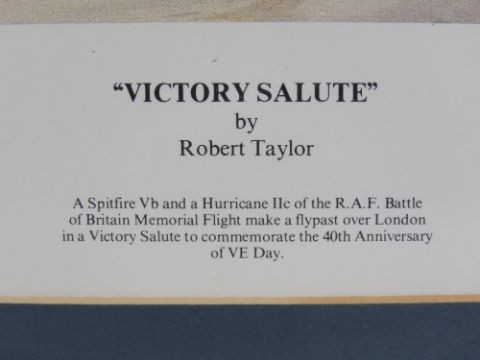 “VICTORY SALUTE”
by
Robert Taylor
A Spitfire Vb and a Hurricane IIc of the R.A.F. Battle
of Britain Memorial Flight make a flypast over London
in a Victory Salute to commemorate the 40th Anniversary
of VE Day.